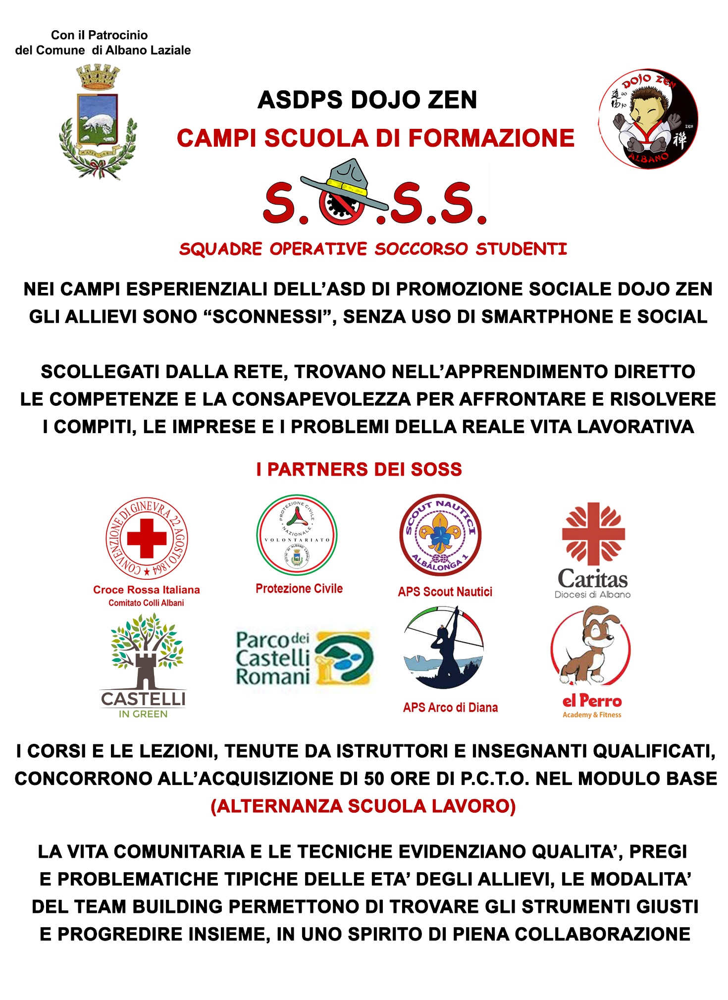 Con il Patrocinio
del Comune di Albano Laziale
MATER URBIS
DOJO ZEN
道 DO
场 JO
ZEN
禅
ALBANO
ASDPS DOJO ZEN
CAMPI SCUOLA DI FORMAZIONE
S.O.S.S.
SQUADRE OPERATIVE SOCCORSO STUDENTI
NEI CAMPI ESPERIENZIALI DELL’ASD DI PROMOZIONE SOCIALE DOJO ZEN
GLI ALLIEVI SONO “SCONNESSI”, SENZA USO DI SMARTPHONE E SOCIAL
SCOLLEGATI DALLA RETE, TROVANO NELL’APPRENDIMENTO DIRETTO
LE COMPETENZE E LA CONSAPEVOLEZZA PER AFFRONTARE E RISOLVERE
I COMPITI, LE IMPRESE E I PROBLEMI DELLA REALE VITA LAVORATIVA
I PARTNERS DEI SOSS
CONVENZIONE DI GINEVRA 22 AGOSTO 1864
Croce Rossa Italiana
Comitato Colli Albani
PROTEZIONE CIVILE
NAZIONALE
VOLONTARIATO
CITTA' DI ALBANO LAZIALE
Protezione Civile
SCOUT NAUTICI
ALBALONGA 1
APS Scout Nautici
Caritas
Diocesi di Albano
CASTELLI
IN GREEN
Parco dei
Castelli
Romani
APS Arco di Diana
el Perro
Academy & Fitness
I CORSI E LE LEZIONI, TENUTE DA ISTRUTTORI E INSEGNANTI QUALIFICATI,
CONCORRONO ALL’ACQUISIZIONE DI 50 ORE DI P.C.T.O. NEL MODULO BASE
(ALTERNANZA SCUOLA LAVORO)
LA VITA COMUNITARIA E LE TECNICHE EVIDENZIANO QUALITA’, PREGI
E PROBLEMATICHE TIPICHE DELLE ETA’ DEGLI ALLIEVI, LE MODALITA’
DEL TEAM BUILDING PERMETTONO DI TROVARE GLI STRUMENTI GIUSTI
E PROGREDIRE INSIEME, IN UNO SPIRITO DI PIENA COLLABORAZIONE